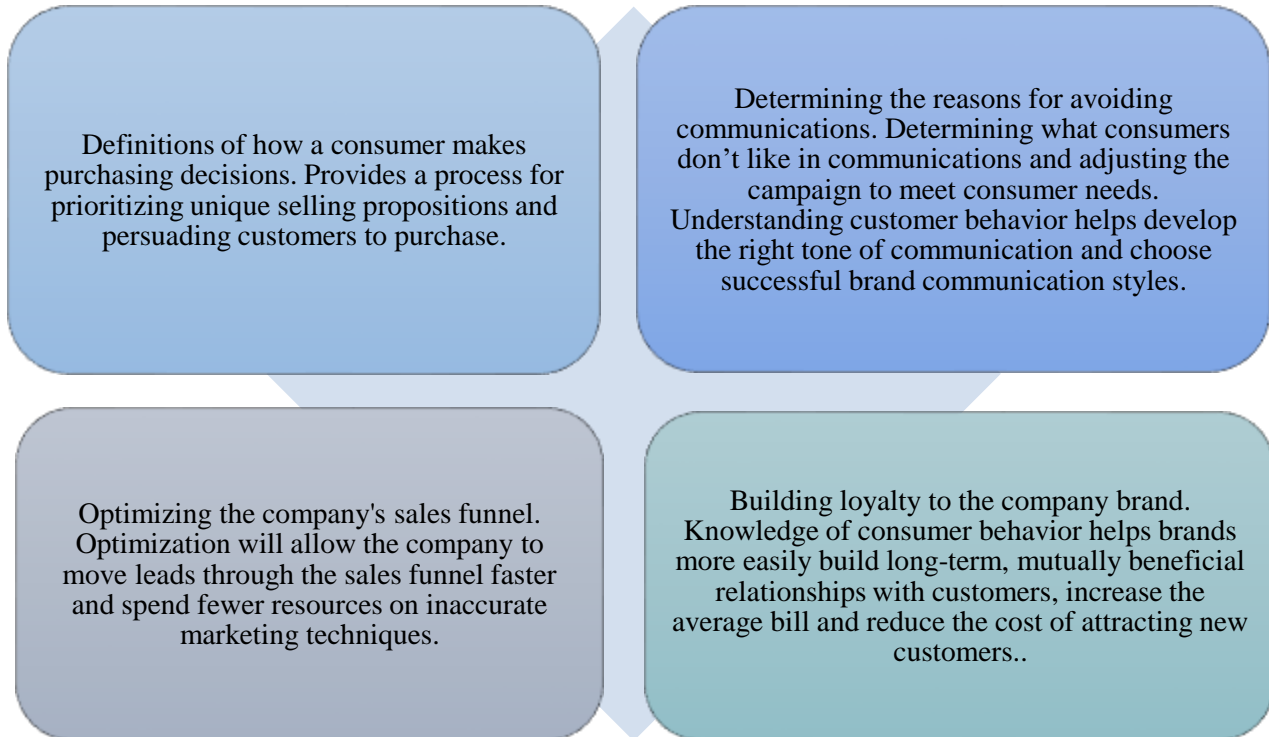 Definitions of how a consumer makes
purchasing decisions. Provides a process for
prioritizing unique selling propositions and
persuading customers to purchase.
Determining the reasons for avoiding
communications. Determining what consumers
don’t like in communications and adjusting the
campaign to meet consumer needs.
Understanding customer behavior helps develop
the right tone of communication and choose
successful brand communication styles.
Optimizing the company's sales funnel.
Optimization will allow the company to
move leads through the sales funnel faster
and spend fewer resources on inaccurate
marketing techniques.
Building loyalty to the company brand.
Knowledge of consumer behavior helps brands
more easily build long-term, mutually beneficial
relationships with customers, increase the
average bill and reduce the cost of attracting new
customers..